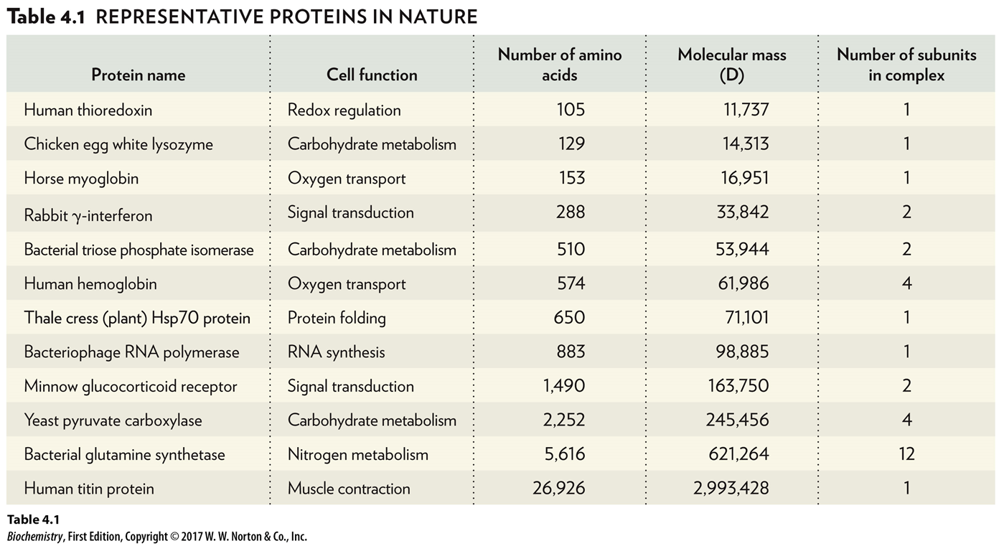 Table 4.1 REPRESENTATIVE PROTEINS IN NATURE
Protein name Cell function Number of amino acids Molecular mass (D) Number of subunits in complex
Human thioredoxin Redox regulation 105 11,737 1
Chicken egg white lysozyme Carbohydrate metabolism 129 14,313 1
Horse myoglobin Oxygen transport 153 16,951 1
Rabbit γ-interferon Signal transduction 288 33,842 2
Bacterial triose phosphate isomerase Carbohydrate metabolism 510 53,944 2
Human hemoglobin Oxygen transport 574 61,986 4
Thale cress (plant) Hsp70 protein Protein folding 650 71,101 1
Bacteriophage RNA polymerase RNA synthesis 883 98,885 1
Minnow glucocorticoid receptor Signal transduction 1,490 163,750 2
Yeast pyruvate carboxylase Carbohydrate metabolism 2,252 245,456 4
Bacterial glutamine synthetase Nitrogen metabolism 5,616 621,264 12
Human titin protein Muscle contraction 26,926 2,993,428 1
Table 4.1
Biochemistry, First Edition, Copyright © 2017 W. W. Norton & Co., Inc.